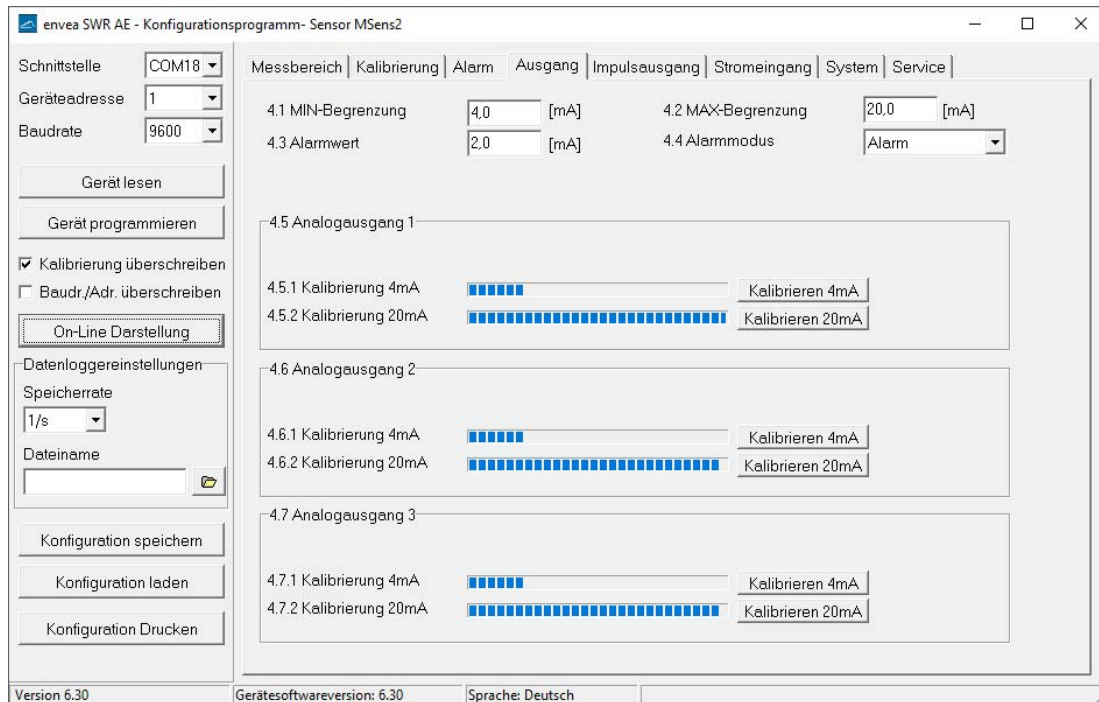 envea SWR AE - Konfigurationsprogramm- Sensor MSens2
Schnittstelle COM18
Geräteadresse 1
Baudrate 9600
Gerät lesen
Gerät programmieren
Kalibrierung überschreiben
Baudr./Adr. überschreiben
On-Line Darstellung
Datenloggereinstellungen
Speicherrate
1/s
Dateiname
Konfiguration speichern
Konfiguration laden
Konfiguration Drucken
Messbereich Kalibrierung Alarm Ausgang Impulsausgang Stromeingang System Service
4.1 MIN-Begrenzung 4,0 [mA] 4.2 MAX-Begrenzung 20,0 [mA]
4.3 Alarmwert 2,0 [mA] 4.4 Alarmmodus Alarm
4.5 Analogausgang 1
4.5.1 Kalibrierung 4mA Kalibrieren 4mA
4.5.2 Kalibrierung 20mA Kalibrieren 20mA
4.6 Analogausgang 2
4.6.1 Kalibrierung 4mA Kalibrieren 4mA
4.6.2 Kalibrierung 20mA Kalibrieren 20mA
4.7 Analogausgang 3
4.7.1 Kalibrierung 4mA Kalibrieren 4mA
4.7.2 Kalibrierung 20mA Kalibrieren 20mA
Version 6.30 Gerätesoftwareversion: 6.30 Sprache: Deutsch